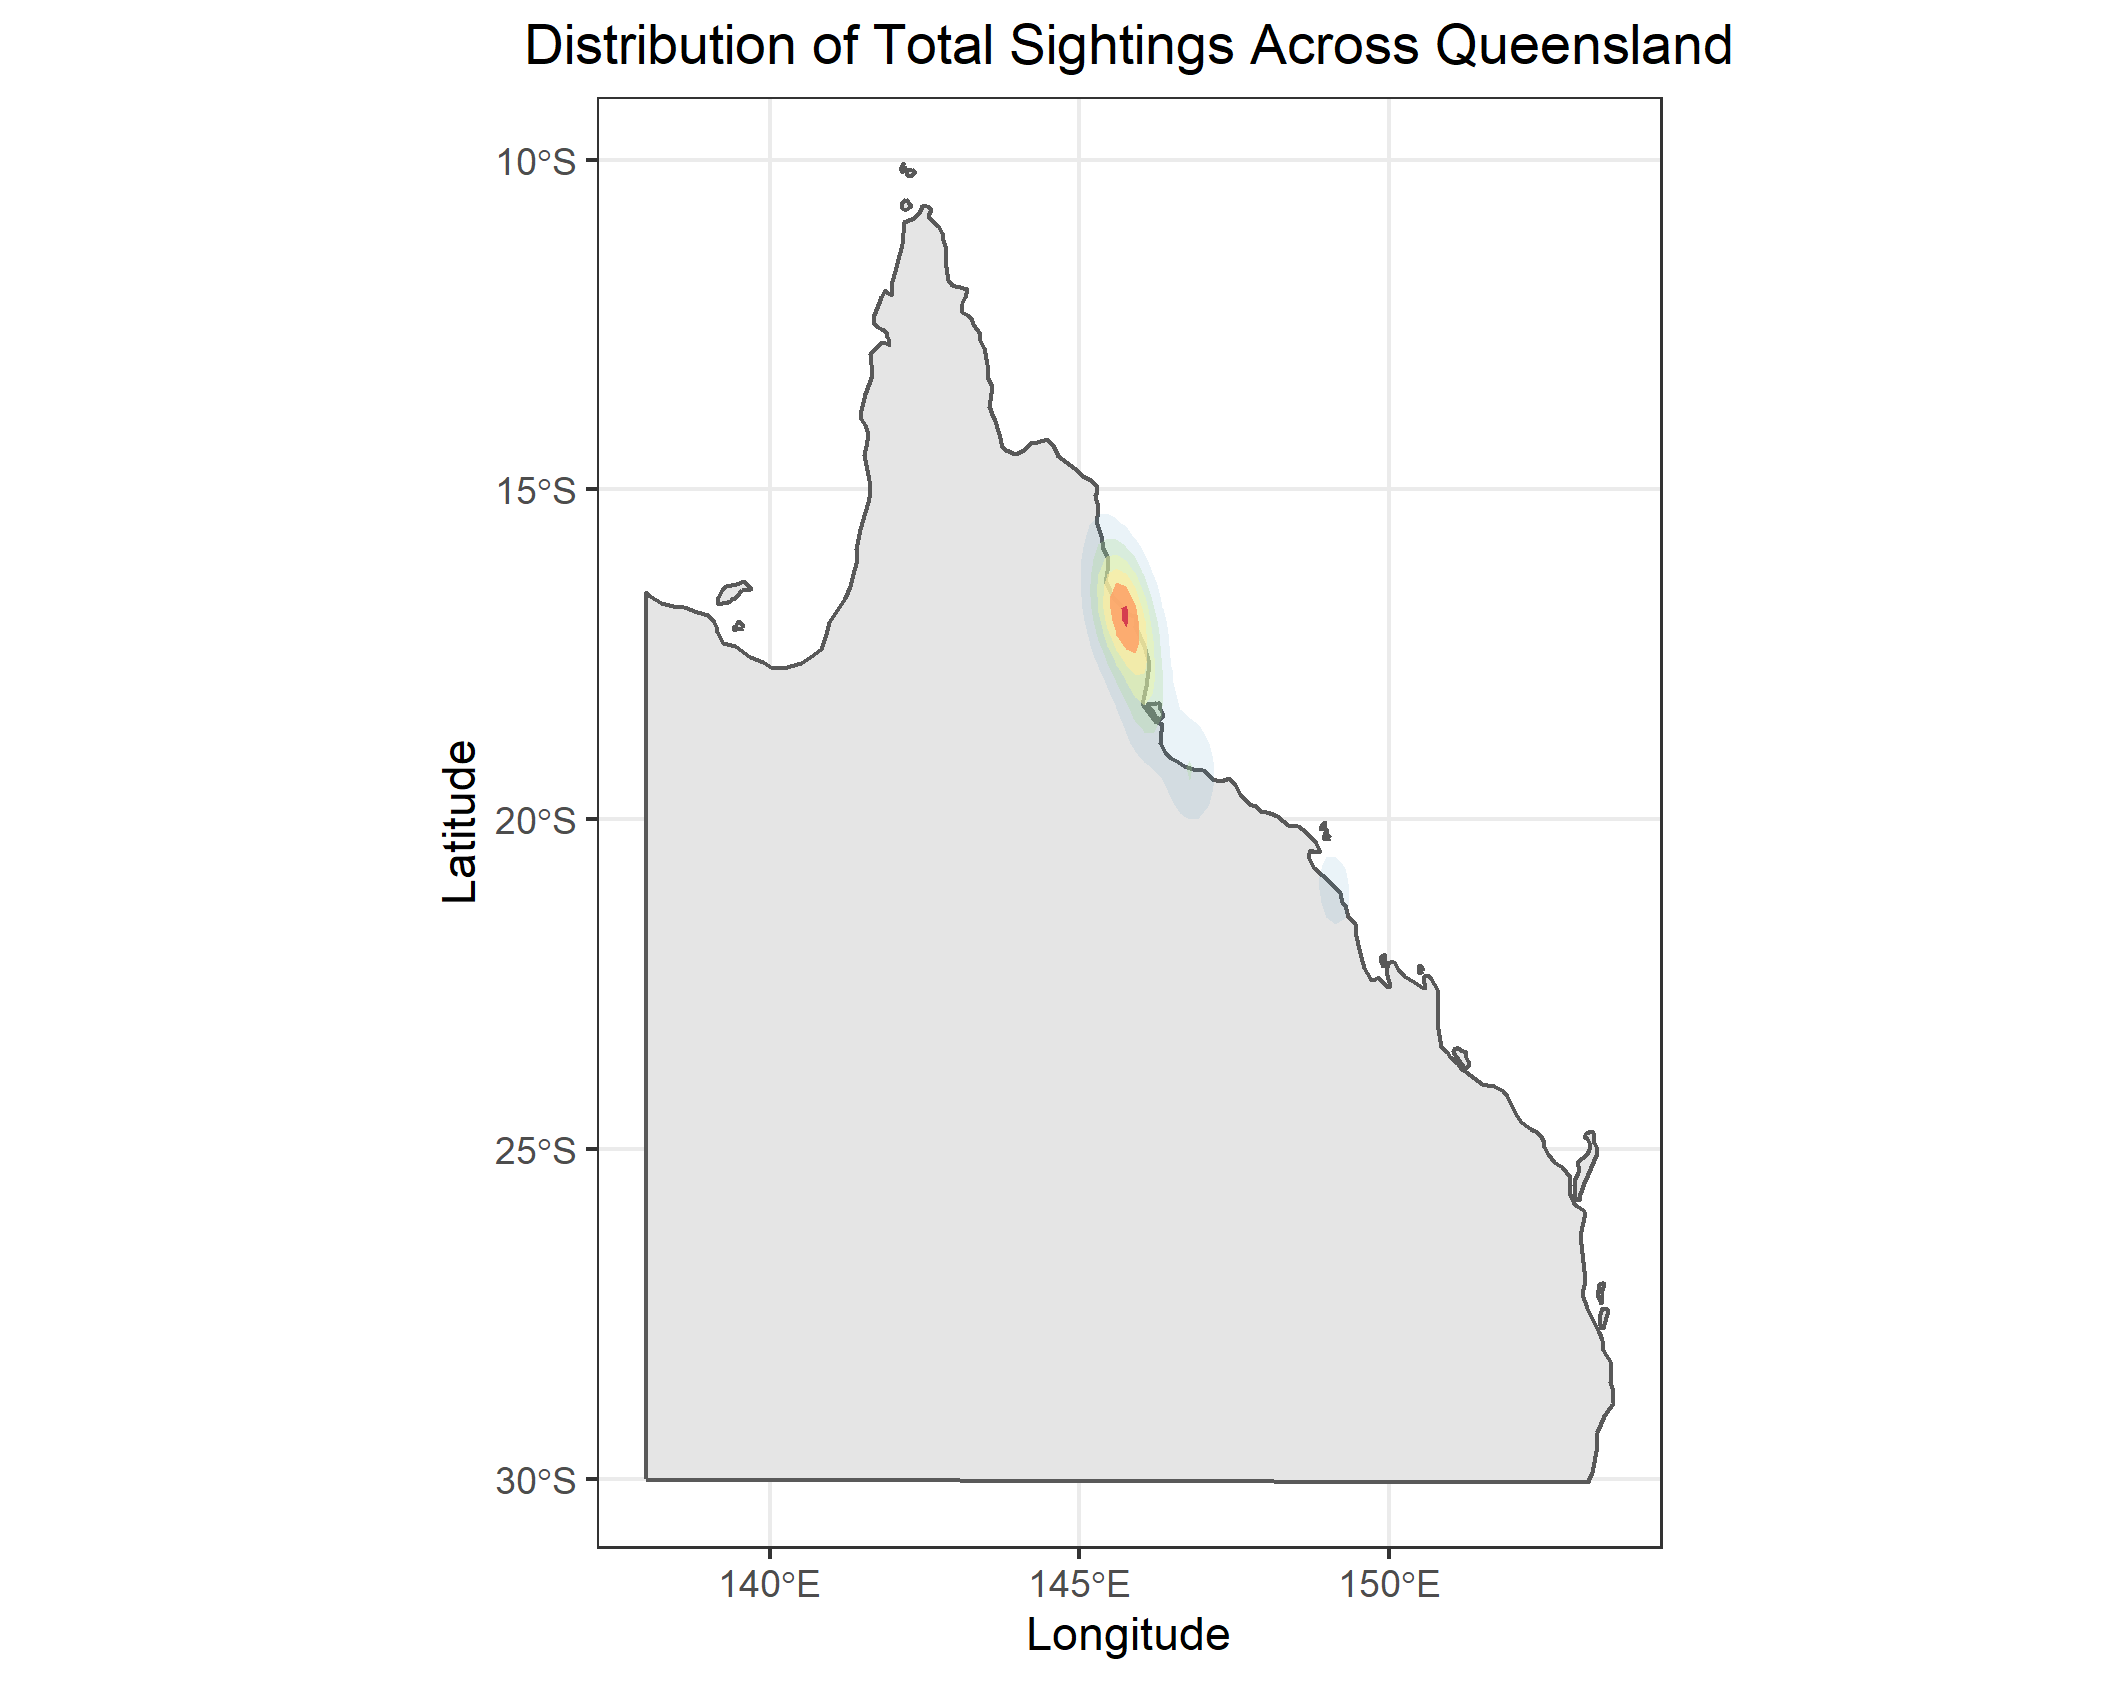 Distribution of Total Sightings Across Queensland
10°S
15°S
20°S
25°S
30°S
Latitude
140°E 145°E 150°E
Longitude